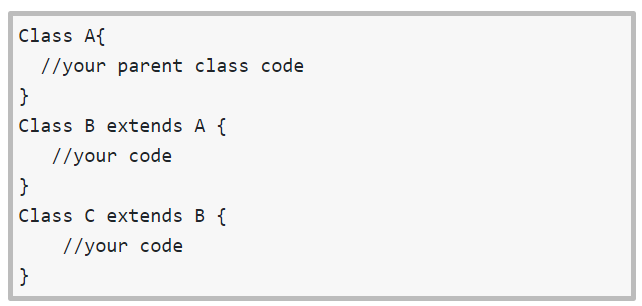 Class A{
  //your parent class code
}
Class B extends A {
   //your code
}
Class C extends B {
    //your code
}